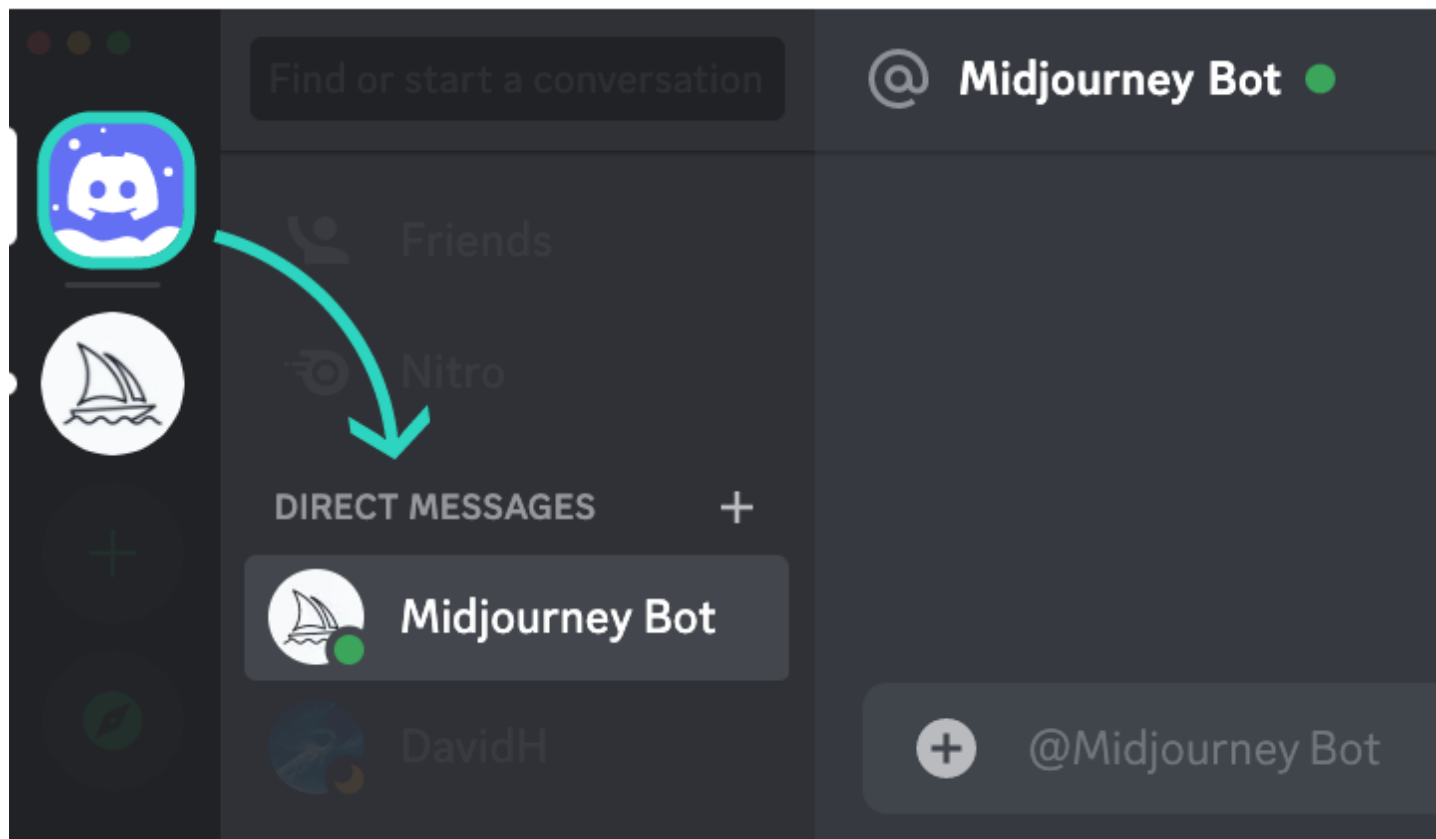 Find or start a conversation
Midjourney Bot
Friends
Nitro
DIRECT MESSAGES
Midjourney Bot
DavidH
@Midjourney Bot